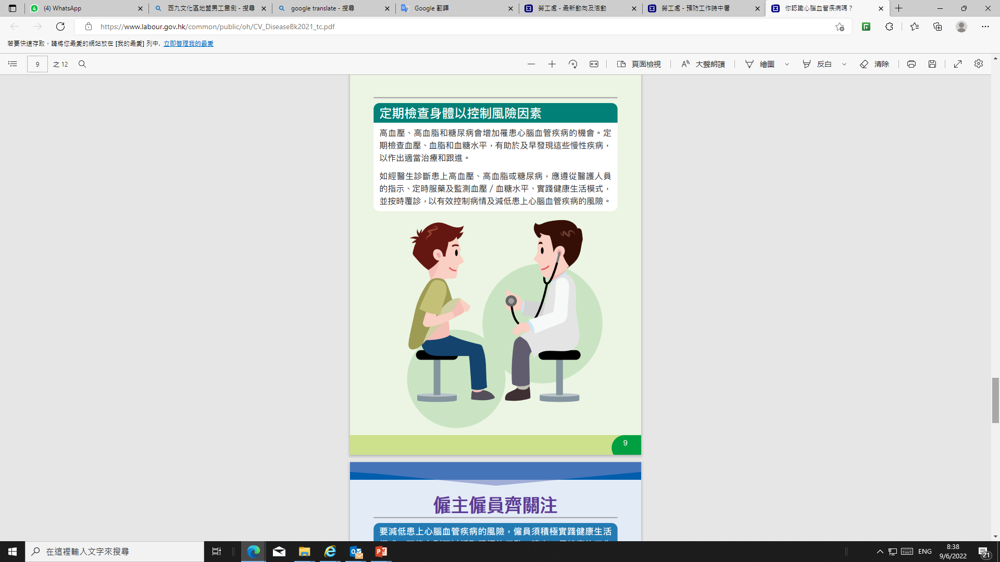 (4) WhatsApp
西九文化區地盤男工暈倒 - 搜尋
google translate - 搜尋
Google 翻譯
勞工處 - 最新動向及活動
勞工處 - 預防工作時中暑
你認識心腦血管疾病嗎？
https://www.labour.gov.hk/common/public/oh/CV_DiseaseBk2021_tc.pdf
若要快速存取，請將您最愛的網站放在 [我的最愛] 列中. 立即管理我的最愛
9 之 12
頁面檢視
大聲朗讀
繪圖
反白
清除
定期檢查身體以控制風險因素
高血壓、高血脂和糖尿病會增加罹患心腦血管疾病的機會。定
期檢查血壓、血脂和血糖水平，有助於及早發現這些慢性疾病，
以作出適當治療和跟進。
如經醫生診斷患上高血壓、高血脂或糖尿病，應遵從醫護人員
的指示、定時服藥及監測血壓 / 血糖水平、實踐健康生活模式，
並按時覆診，以有效控制病情及減低患上心腦血管疾病的風險。
9
僱主僱員齊關注
要減低患上心腦血管疾病的風險，僱員須積極實踐健康生活
在這裡輸入文字來搜尋
ENG
8:38
9/6/2022
21